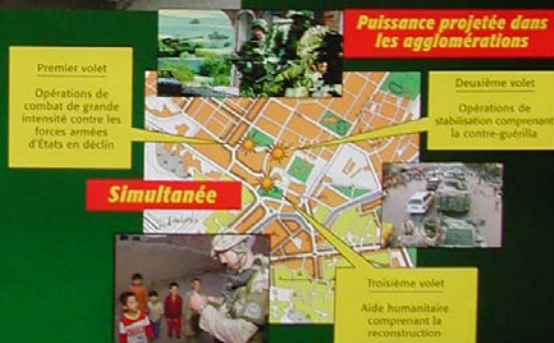 Puissance projetée dans
les agglomérations
Premier volet
Opérations de
combat de grande
intensité contre les
forces armées
d'États en déclin
Deuxième volet
Opérations de
stabilisation comprenant
la contre-guérilla
Simultanée
Troisième volet
Aide humanitaire
comprenant la
reconstruction